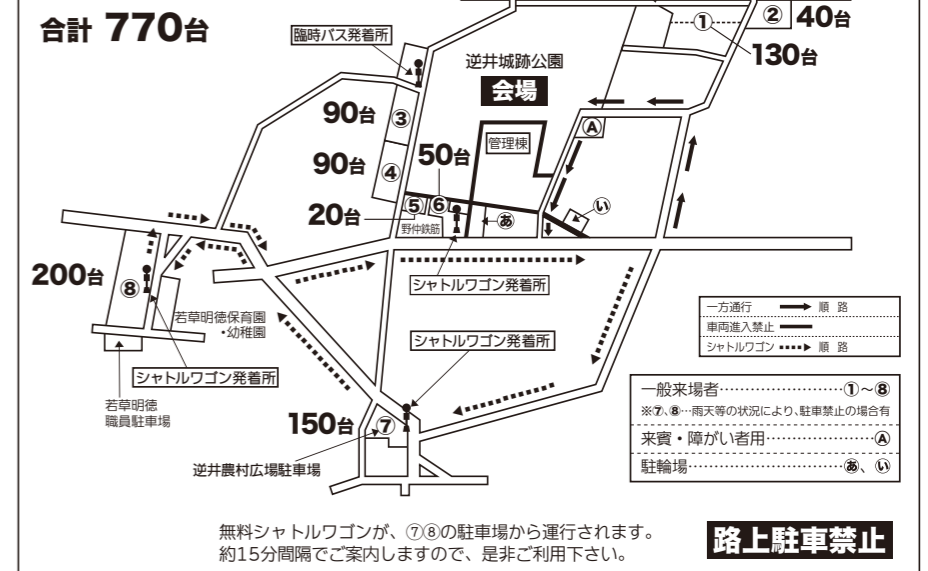 合計 770台
臨時バス発着所
①
②
40台
130台
逆井城跡公園
会場
90台
③
Ⓐ
管理棟
50台
90台
④
20台
⑤
⑥
あ
い
野仲鉄筋
200台
⑧
シャトルワゴン発着所
若草明徳保育園
・幼稚園
シャトルワゴン発着所
シャトルワゴン発着所
若草明徳
職員駐車場
150台
⑦
逆井農村広場駐車場
一方通行 順 路
車両進入禁止
シャトルワゴン 順 路
一般来場者……………………①〜⑧
※⑦、⑧…雨天等の状況により、駐車禁止の場合有
来賓・障がい者用………………Ⓐ
駐輪場……………………………あ、い
無料シャトルワゴンが、⑦⑧の駐車場から運行されます。
約15分間隔でご案内しますので、是非ご利用下さい。
路上駐車禁止